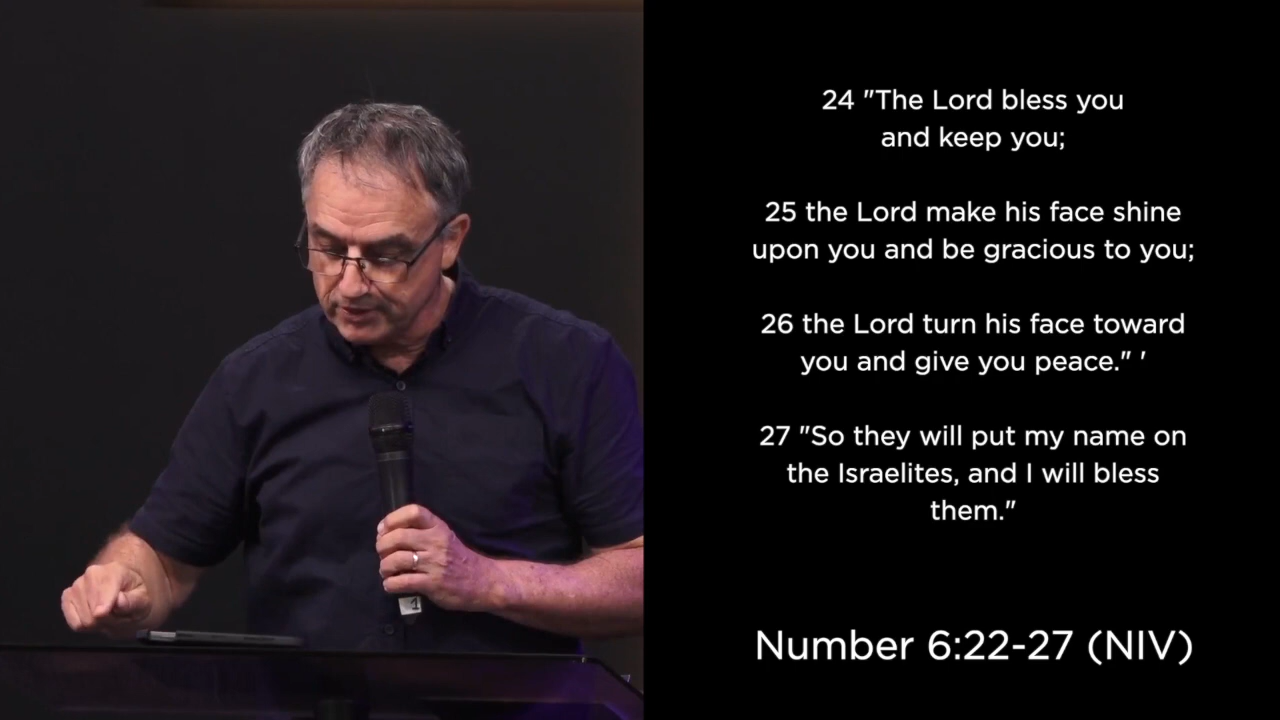 24 "The Lord bless you
and keep you;
25 the Lord make his face shine
upon you and be gracious to you;
26 the Lord turn his face toward
you and give you peace." '
27 "So they will put my name on
the Israelites, and I will bless
them."
Number 6:22-27 (NIV)
1